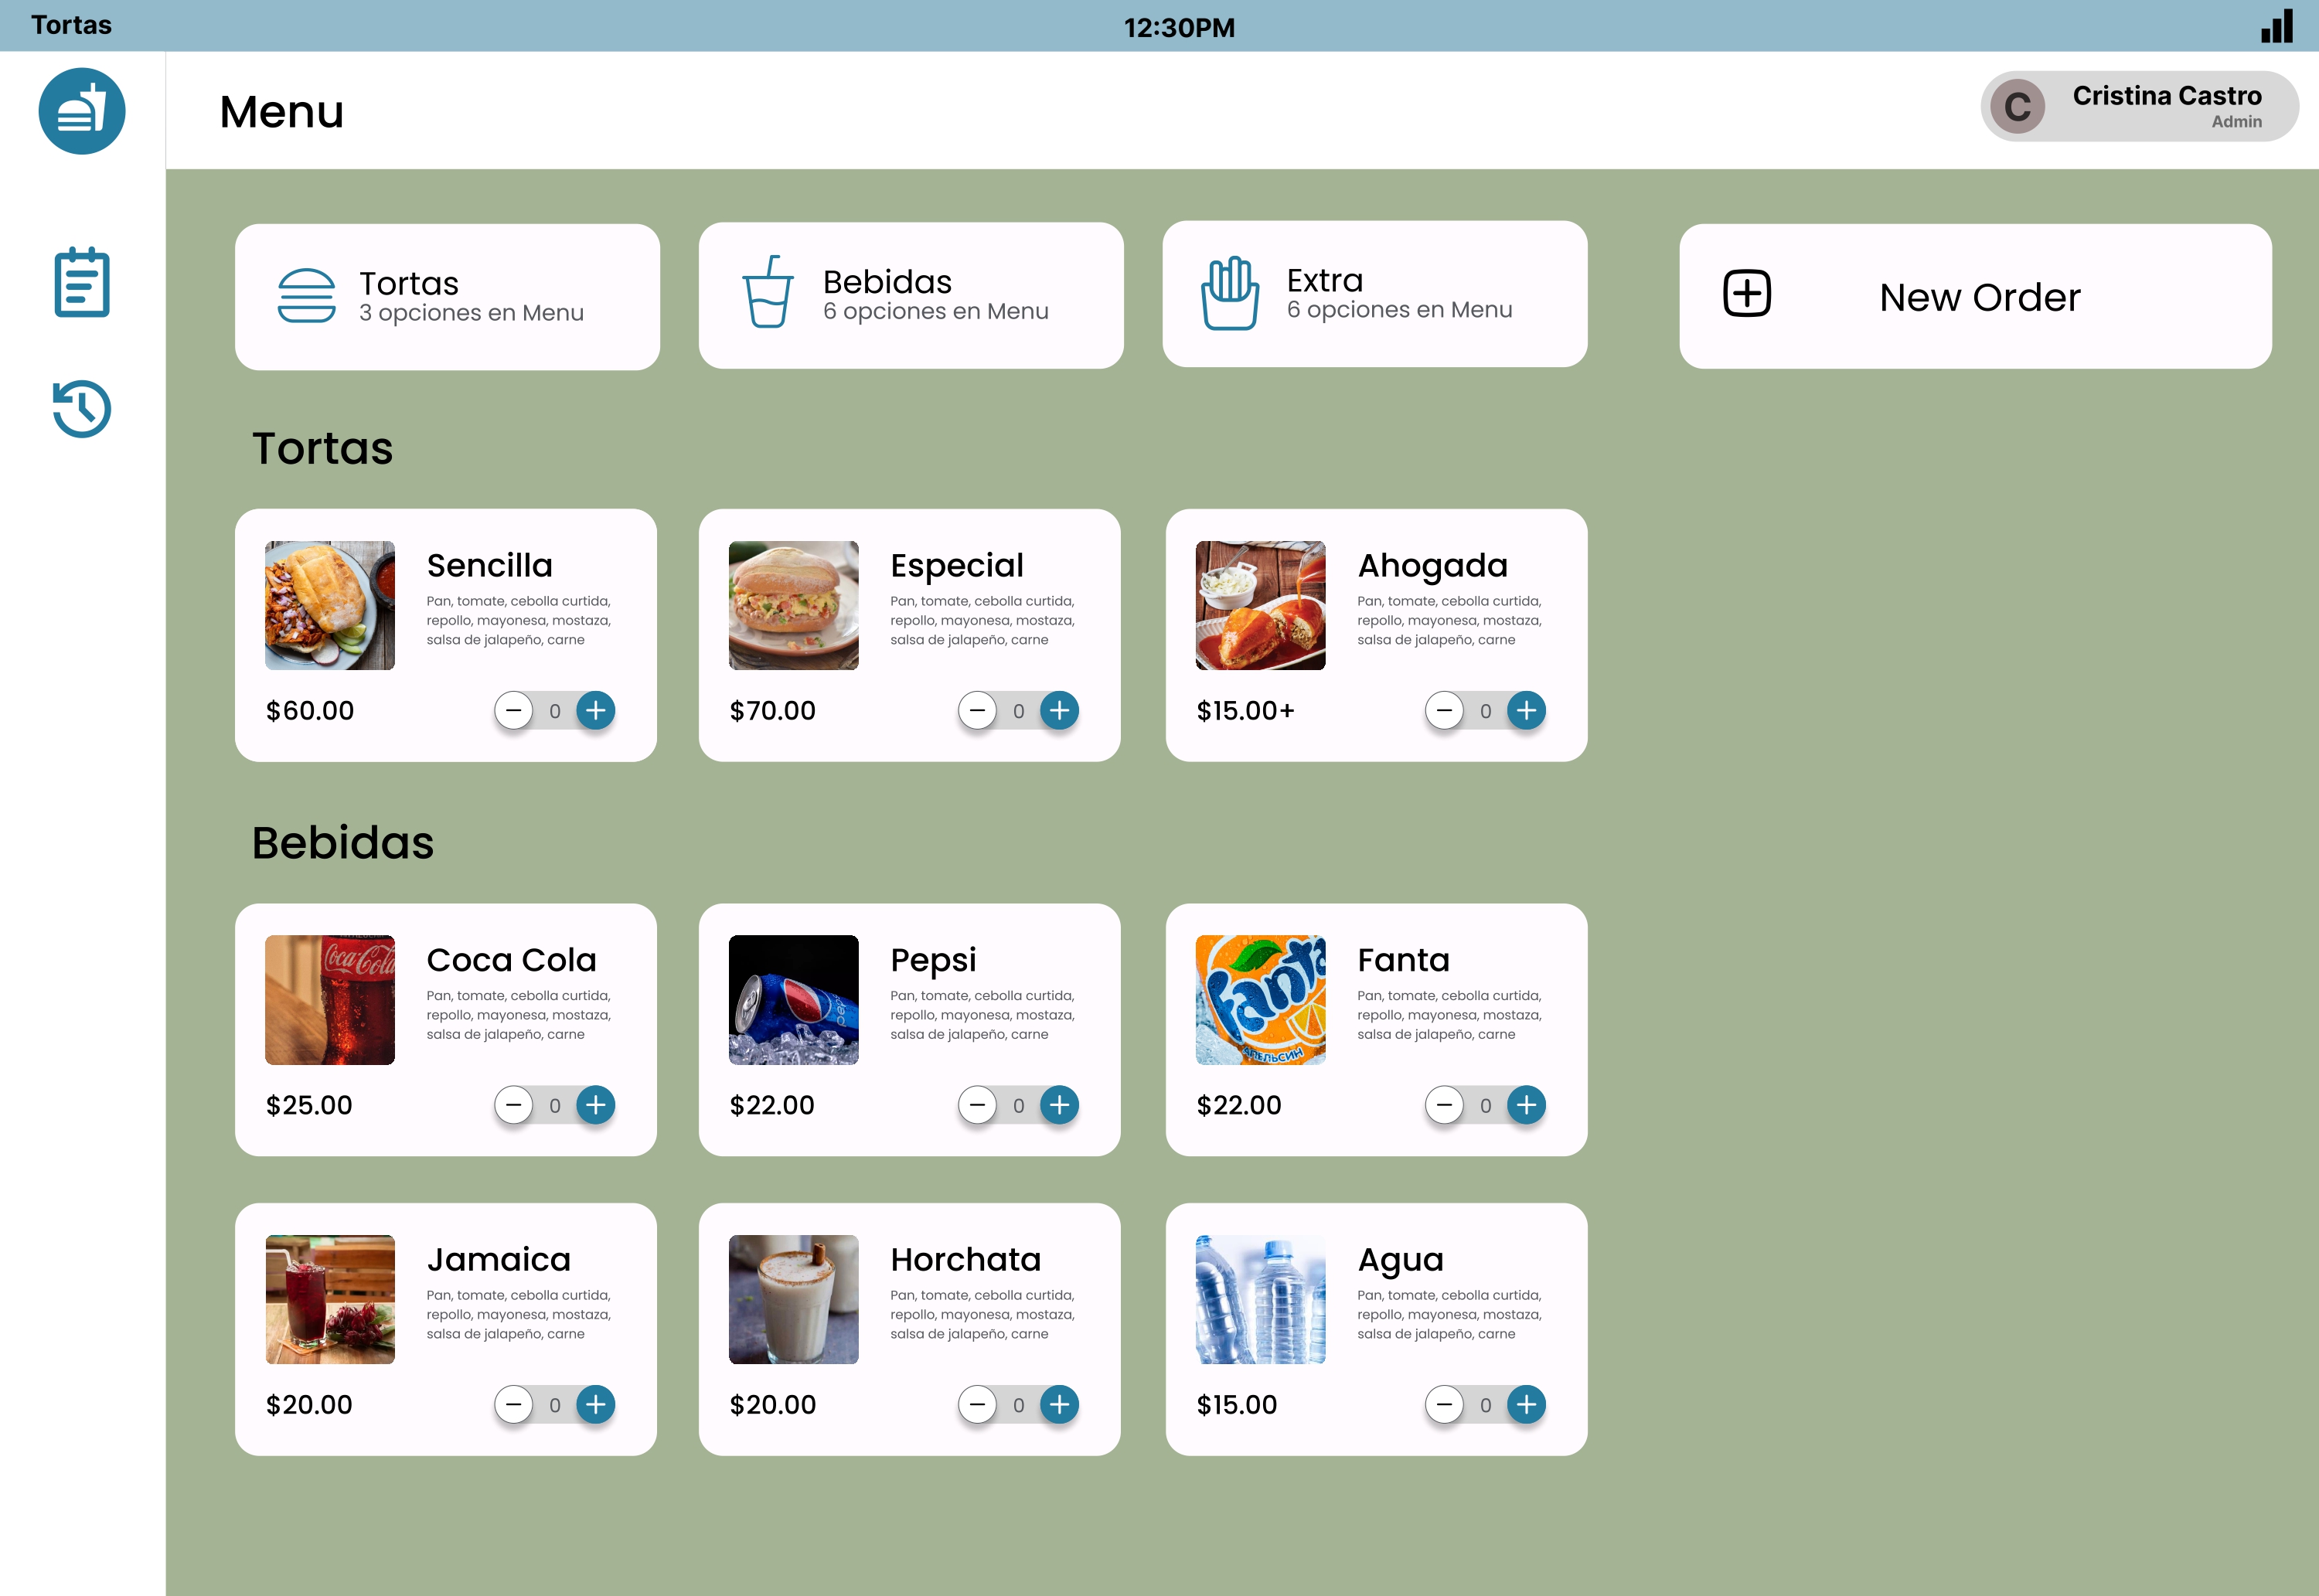 Tortas
12:30PM
Menu
C
Cristina Castro
Admin
Tortas
3 opciones en Menu
Bebidas
6 opciones en Menu
Extra
6 opciones en Menu
New Order
Tortas
Sencilla
Pan, tomate, cebolla curtida,
repollo, mayonesa, mostaza,
salsa de jalapeño, carne
$60.00
0
Especial
Pan, tomate, cebolla curtida,
repollo, mayonesa, mostaza,
salsa de jalapeño, carne
$70.00
0
Ahogada
Pan, tomate, cebolla curtida,
repollo, mayonesa, mostaza,
salsa de jalapeño, carne
$15.00+
0
Bebidas
Coca-Cola
Coca Cola
Pan, tomate, cebolla curtida,
repollo, mayonesa, mostaza,
salsa de jalapeño, carne
$25.00
0
pepsi
Pepsi
Pan, tomate, cebolla curtida,
repollo, mayonesa, mostaza,
salsa de jalapeño, carne
$22.00
0
Fanta
АПЕЛЬСИН
Fanta
Pan, tomate, cebolla curtida,
repollo, mayonesa, mostaza,
salsa de jalapeño, carne
$22.00
0
Jamaica
Pan, tomate, cebolla curtida,
repollo, mayonesa, mostaza,
salsa de jalapeño, carne
$20.00
0
Horchata
Pan, tomate, cebolla curtida,
repollo, mayonesa, mostaza,
salsa de jalapeño, carne
$20.00
0
Agua
Pan, tomate, cebolla curtida,
repollo, mayonesa, mostaza,
salsa de jalapeño, carne
$15.00
0